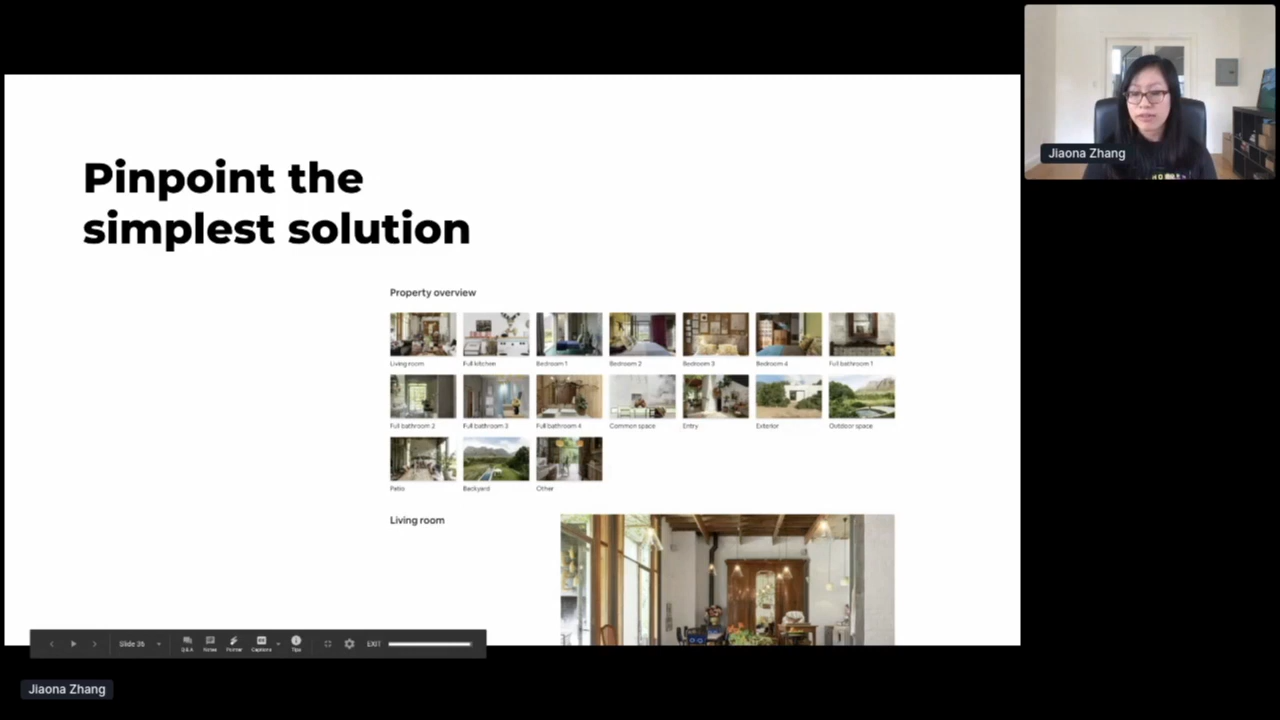 Jiaona Zhang
Pinpoint the
simplest solution
Property overview
Living room
Full kitchen
Bedroom 1
Bedroom 2
Bedroom 3
Bedroom 4
Full bathroom 1
Full bathroom 2
Full bathroom 3
Full bathroom 4
Common space
Entry
Exterior
Outdoor space
Patio
Backyard
Other
Living room
Slide 26
Q&A
Notes
Pointer
Captions
Tips
EXIT
Jiaona Zhang